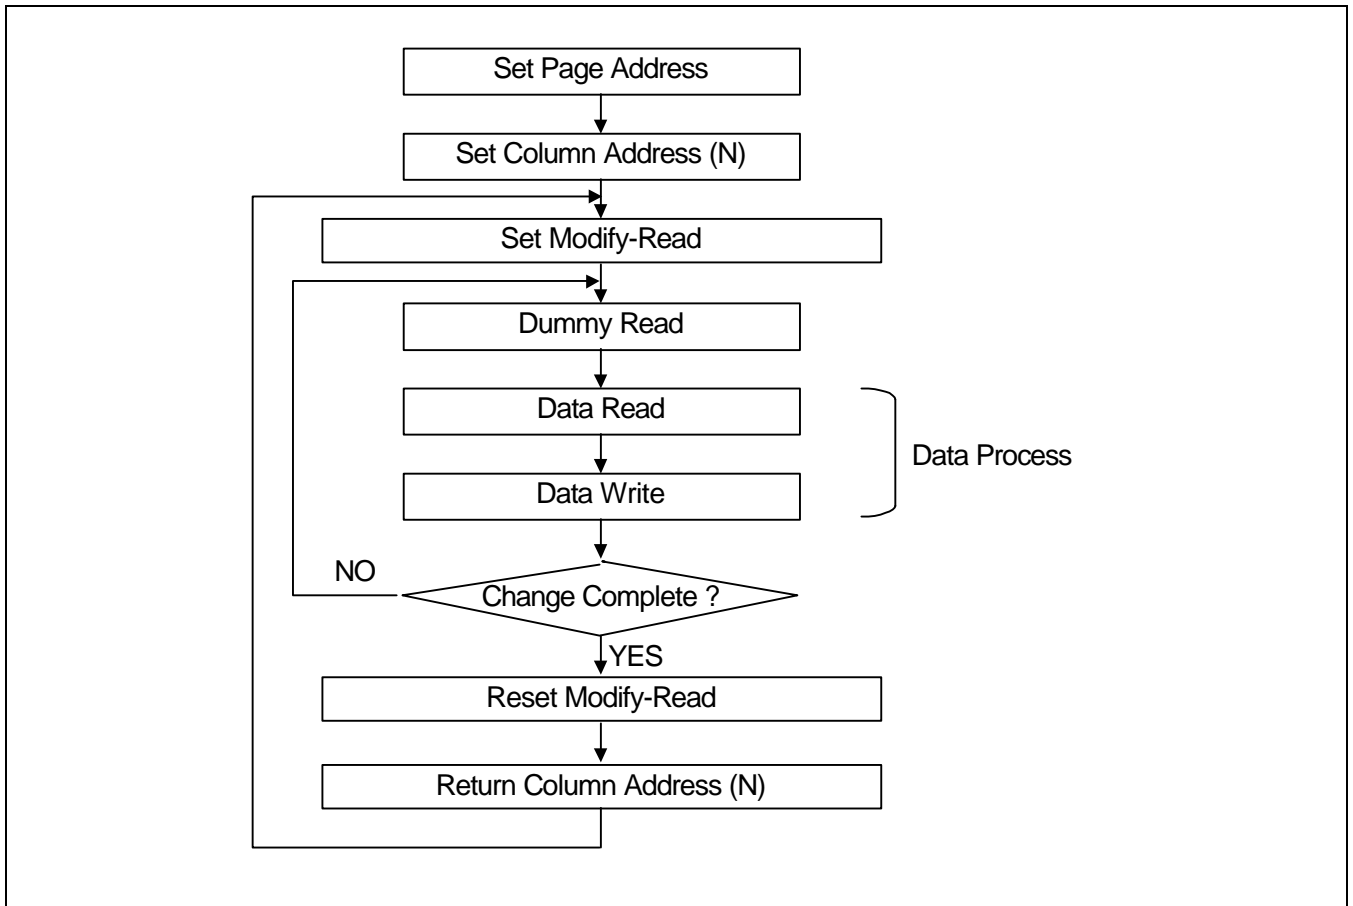 Set Page Address
Set Column Address (N)
Set Modify-Read
Dummy Read
Data Read
Data Process
Data Write
NO
Change Complete ?
YES
Reset Modify-Read
Return Column Address (N)